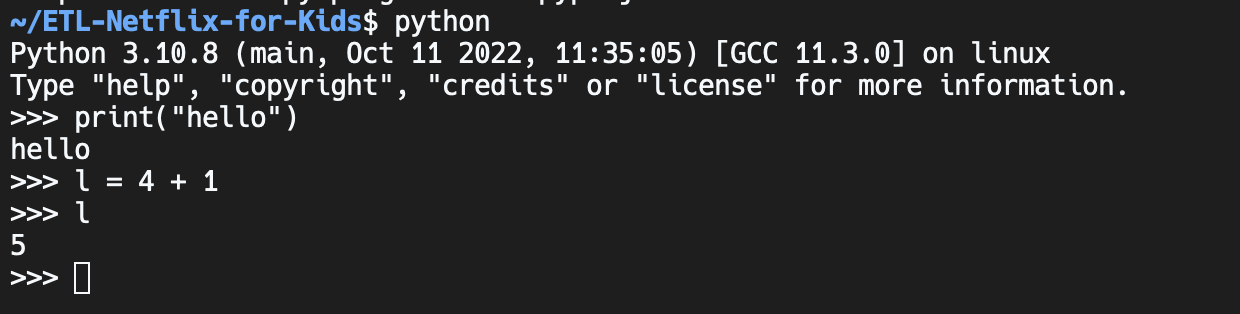 ~/ETL-Netflix-for-Kids$ python
Python 3.10.8 (main, Oct 11 2022, 11:35:05) [GCC 11.3.0] on linux
Type "help", "copyright", "credits" or "license" for more information.
>>> print("hello")
hello
>>> l = 4 + 1
>>> l
5
>>>